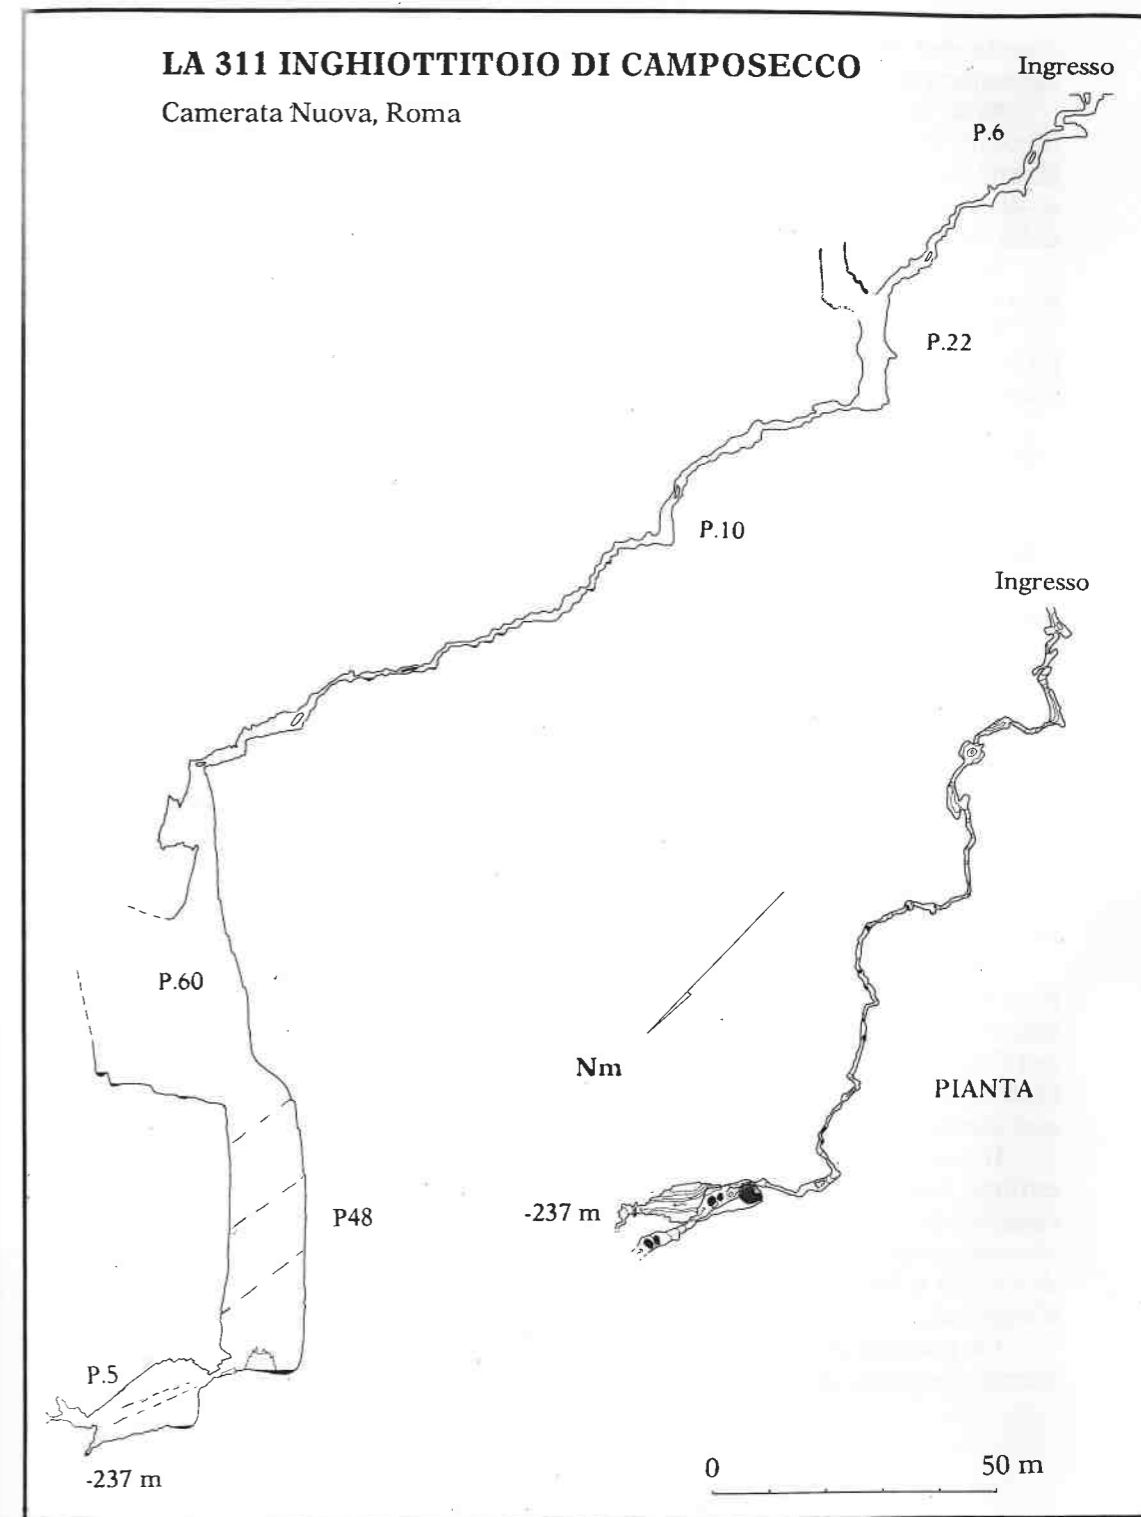 LA 311 INGHIOTTITOIO DI CAMPOSECCO
Camerata Nuova, Roma
Ingresso
P.6
P.22
P.10
Ingresso
P.60
Nm
PIANTA
P48
-237 m
P.5
-237 m
0
50 m